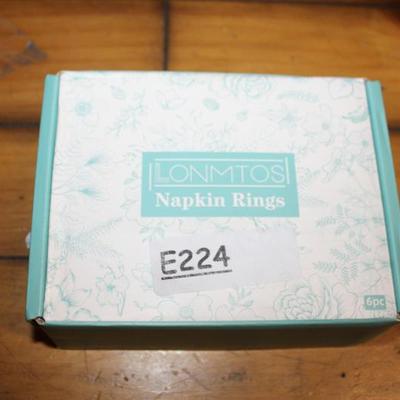 LONMTOS
Napkin Rings
E224
6pc